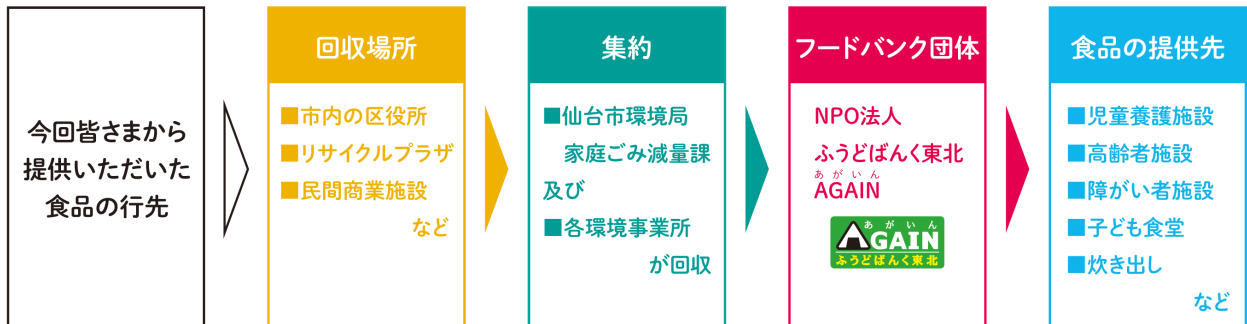 今回皆さまから
提供いただいた
食品の行先
回収場所
■市内の区役所
■リサイクルプラザ
■民間商業施設
など
集約
■仙台市環境局
家庭ごみ減量課
及び
■各環境事業所
が回収
フードバンク団体
NPO法人
ふうどばんく東北
あがいん
AGAIN
あがいん
AGAIN
ふうどばんく東北
食品の提供先
■児童養護施設
■高齢者施設
■障がい者施設
■子ども食堂
■炊き出し
など